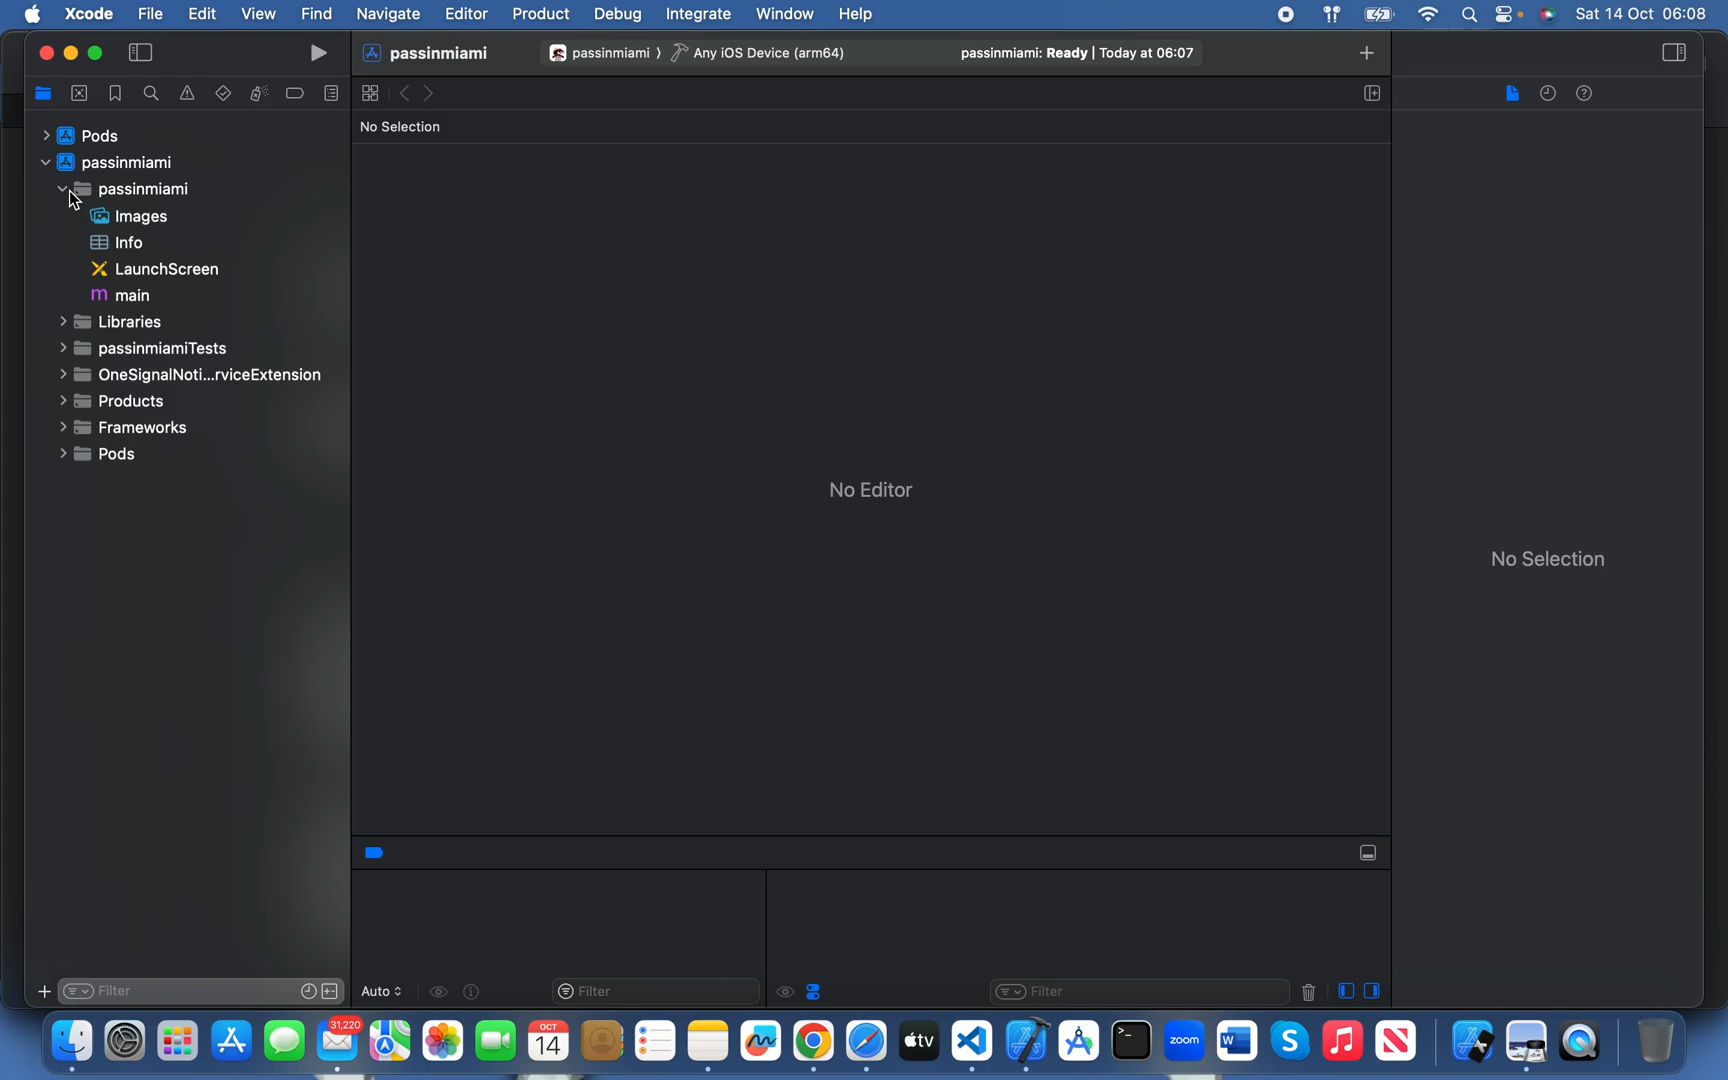 Xcode File Edit View Find Navigate Editor Product Debug Integrate Window Help Sat 14 Oct 06:08
passinmiami passinmiami Any iOS Device (arm64) passinmiami: Ready | Today at 06:07
No Selection
Pods
passinmiami
passinmiami
Images
Info
LaunchScreen
main
Libraries
passinmiamiTests
OneSignalNoti...rviceExtension
Products
Frameworks
Pods
No Editor
No Selection
Filter
Auto
Filter
Filter
31,220
OCT
14
tv
zoom
W
S